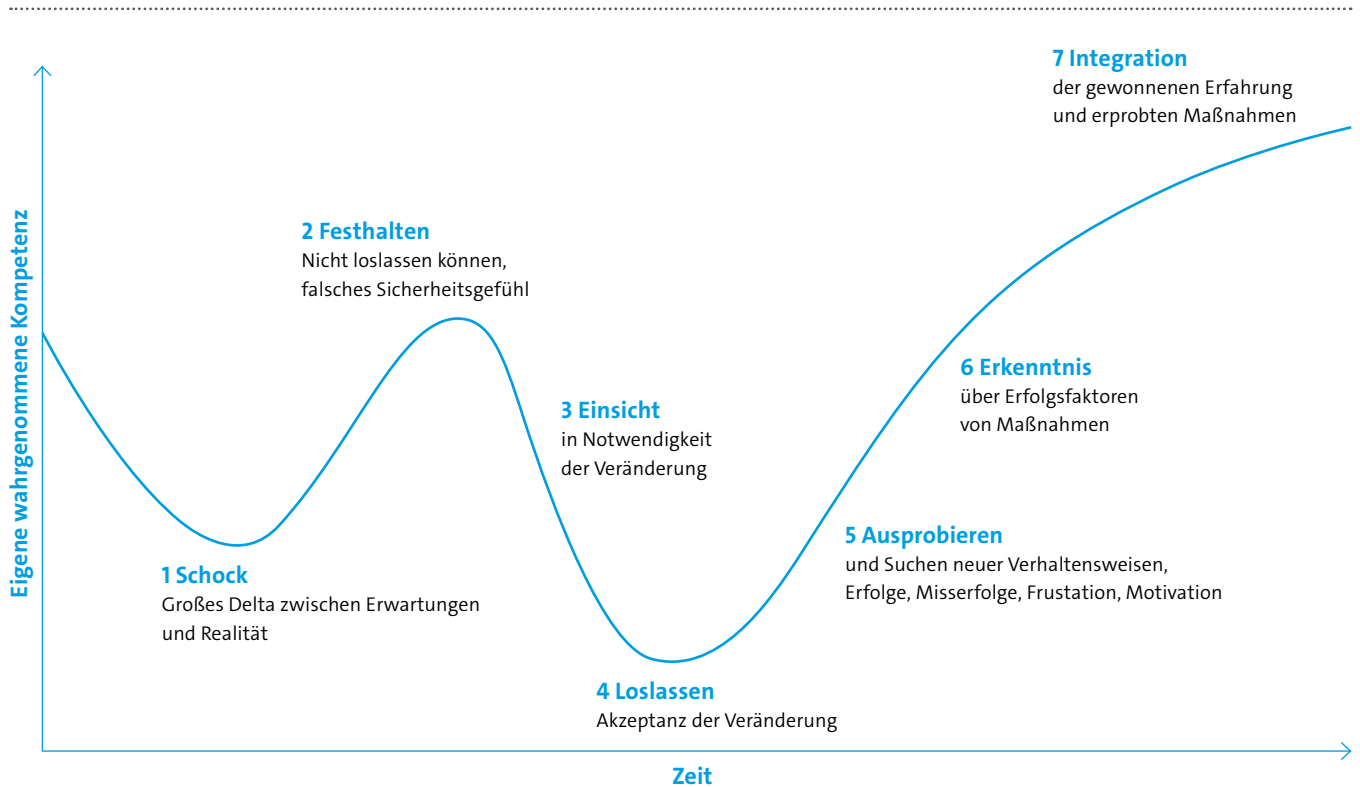 7 Integration
der gewonnenen Erfahrung
und erprobten Maßnahmen
2 Festhalten
Nicht loslassen können,
falsches Sicherheitsgefühl
Eigene wahrgenommene Kompetenz
6 Erkenntnis
über Erfolgsfaktoren
von Maßnahmen
3 Einsicht
in Notwendigkeit
der Veränderung
5 Ausprobieren
und Suchen neuer Verhaltensweisen,
Erfolge, Misserfolge, Frustation, Motivation
1 Schock
Großes Delta zwischen Erwartungen
und Realität
4 Loslassen
Akzeptanz der Veränderung
Zeit